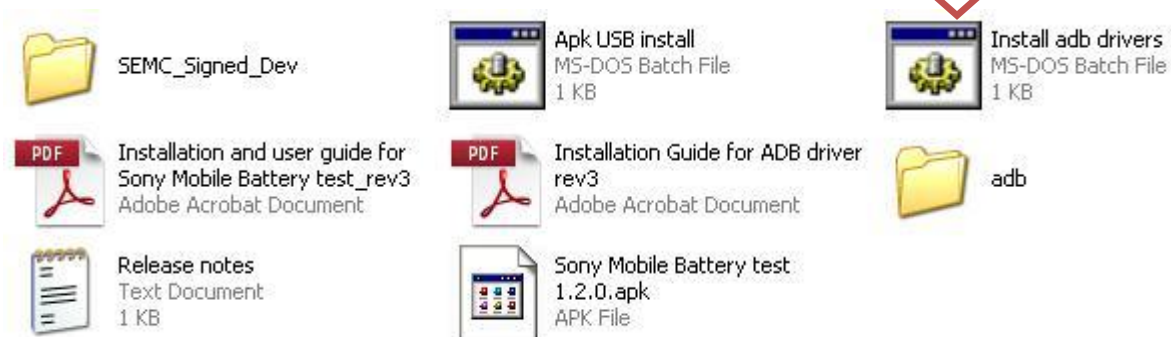 SEMC_Signed_Dev
Apk USB install
MS-DOS Batch File
1 KB
Install adb drivers
MS-DOS Batch File
1 KB
PDF
Installation and user guide for
Sony Mobile Battery test_rev3
Adobe Acrobat Document
PDF
Installation Guide for ADB driver
rev3
Adobe Acrobat Document
adb
Release notes
Text Document
1 KB
Sony Mobile Battery test
1.2.0.apk
APK File